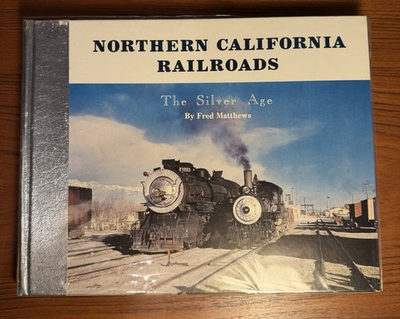 NORTHERN CALIFORNIA
RAILROADS
The Silver Age
By Fred Matthews